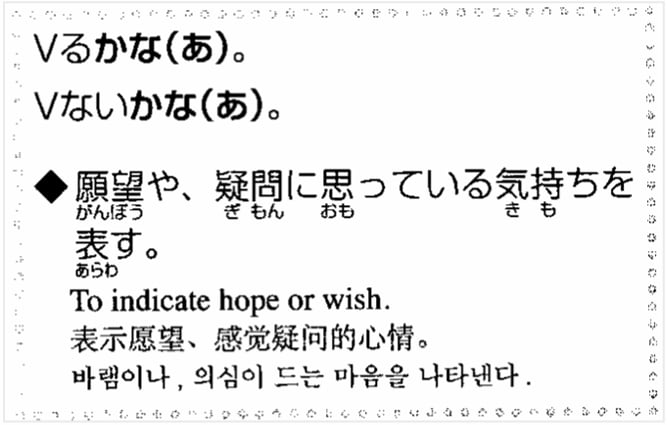 Vるかな(あ)。
Vないかな(あ)。
◆願望や、疑問に思っている気持ちを
がんぼう ぎ もん おも き も
表す。
あらわ
To indicate hope or wish.
表示愿望、感觉疑问的心情。
바램이나, 의심이 드는 마음을 나타낸다.